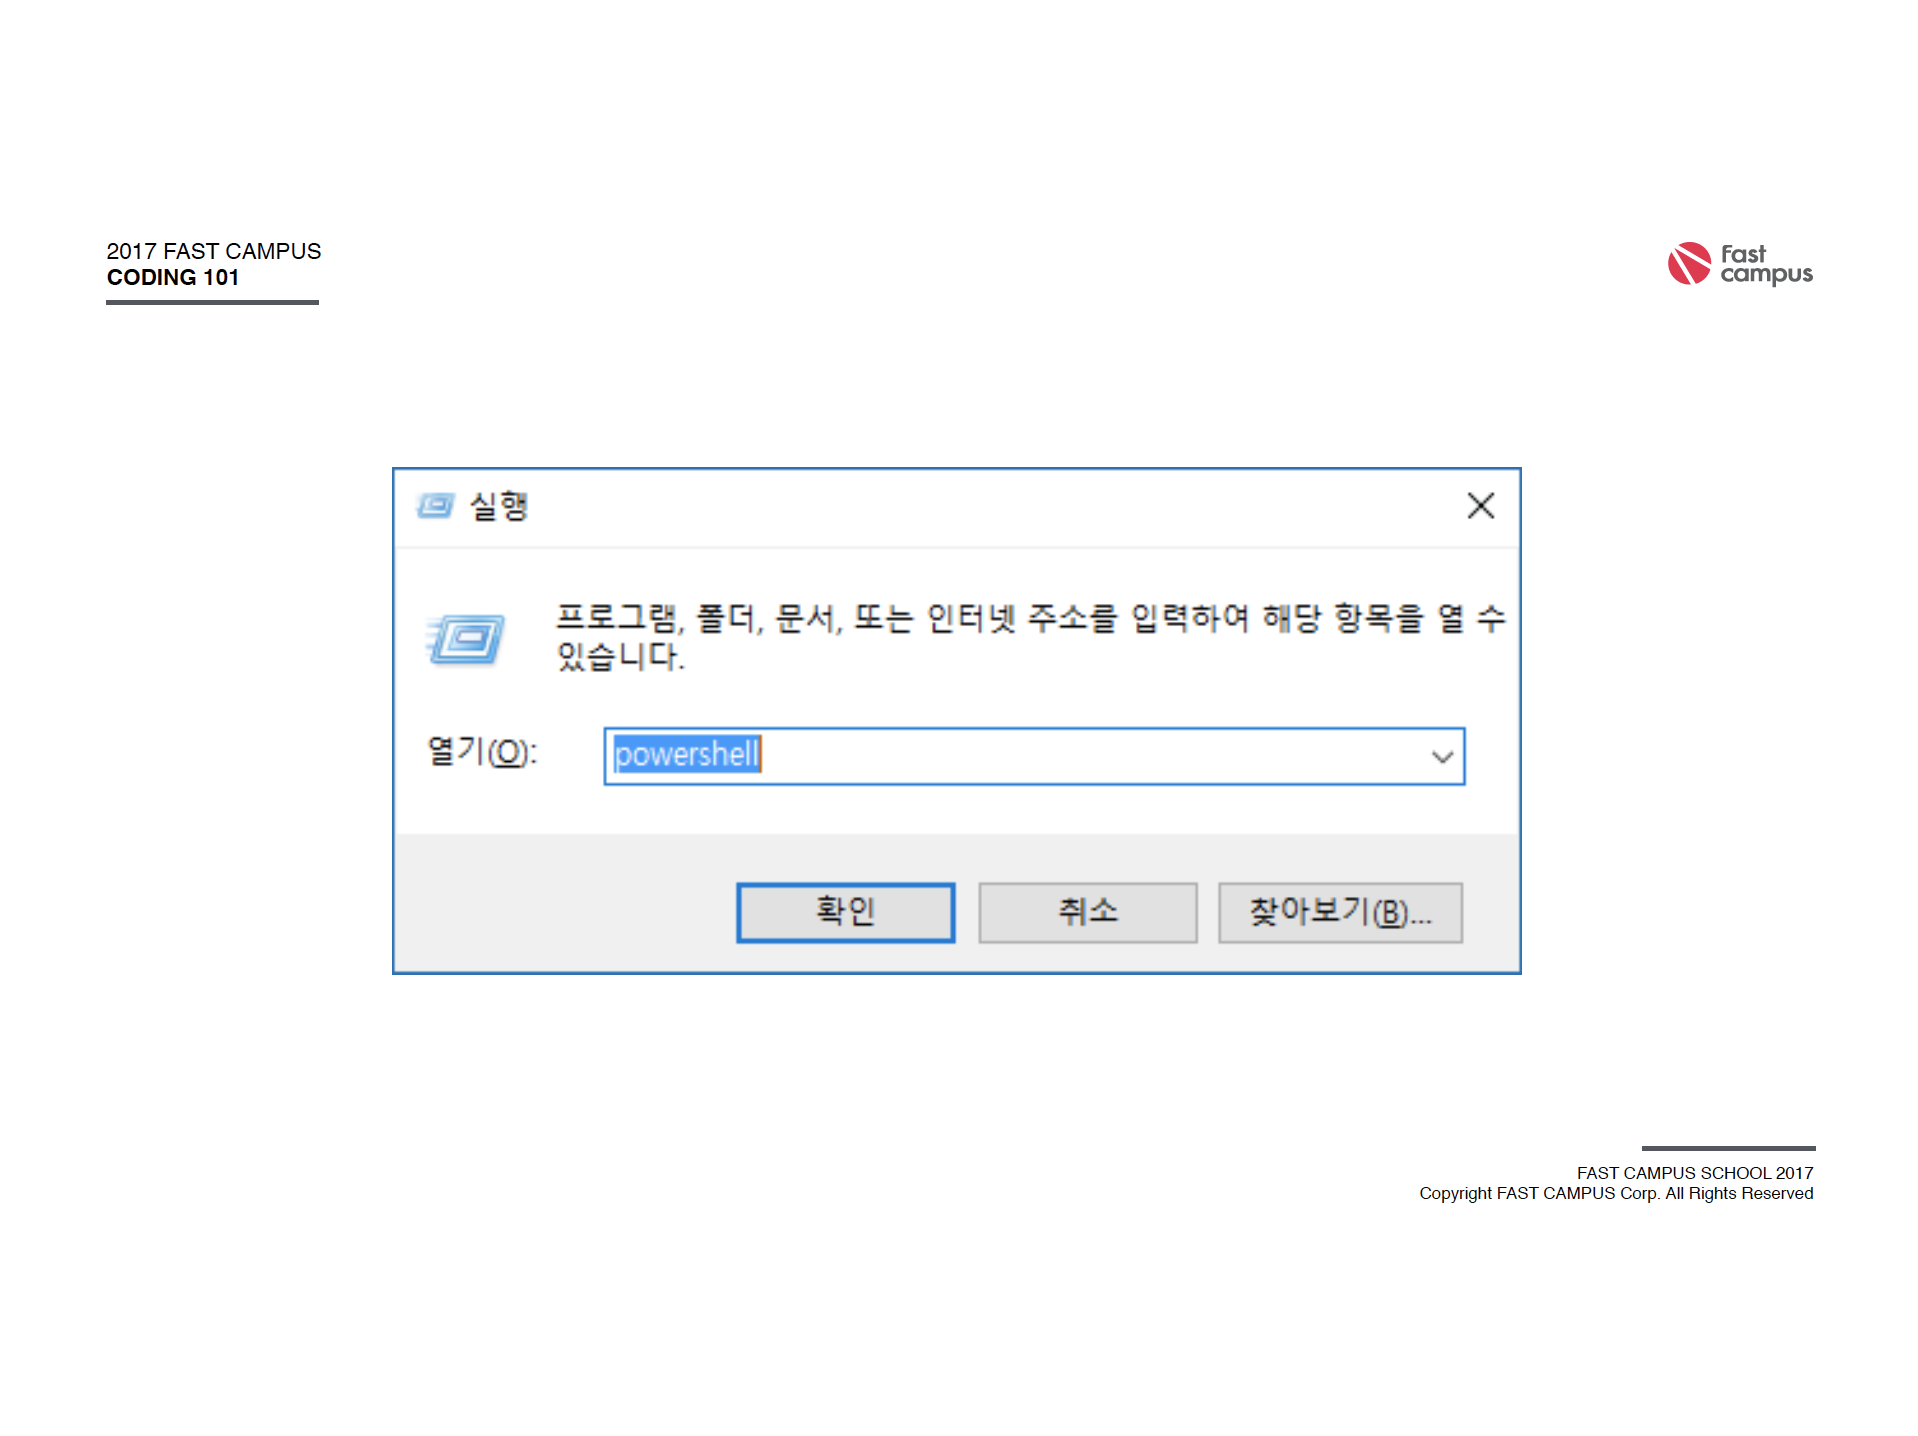 2017 FAST CAMPUS
CODING 101
fast
campus
실행
프로그램, 폴더, 문서, 또는 인터넷 주소를 입력하여 해당 항목을 열 수
있습니다.
열기(O):
powershell
확인
취소
찾아보기(B)...
FAST CAMPUS SCHOOL 2017
Copyright FAST CAMPUS Corp. All Rights Reserved